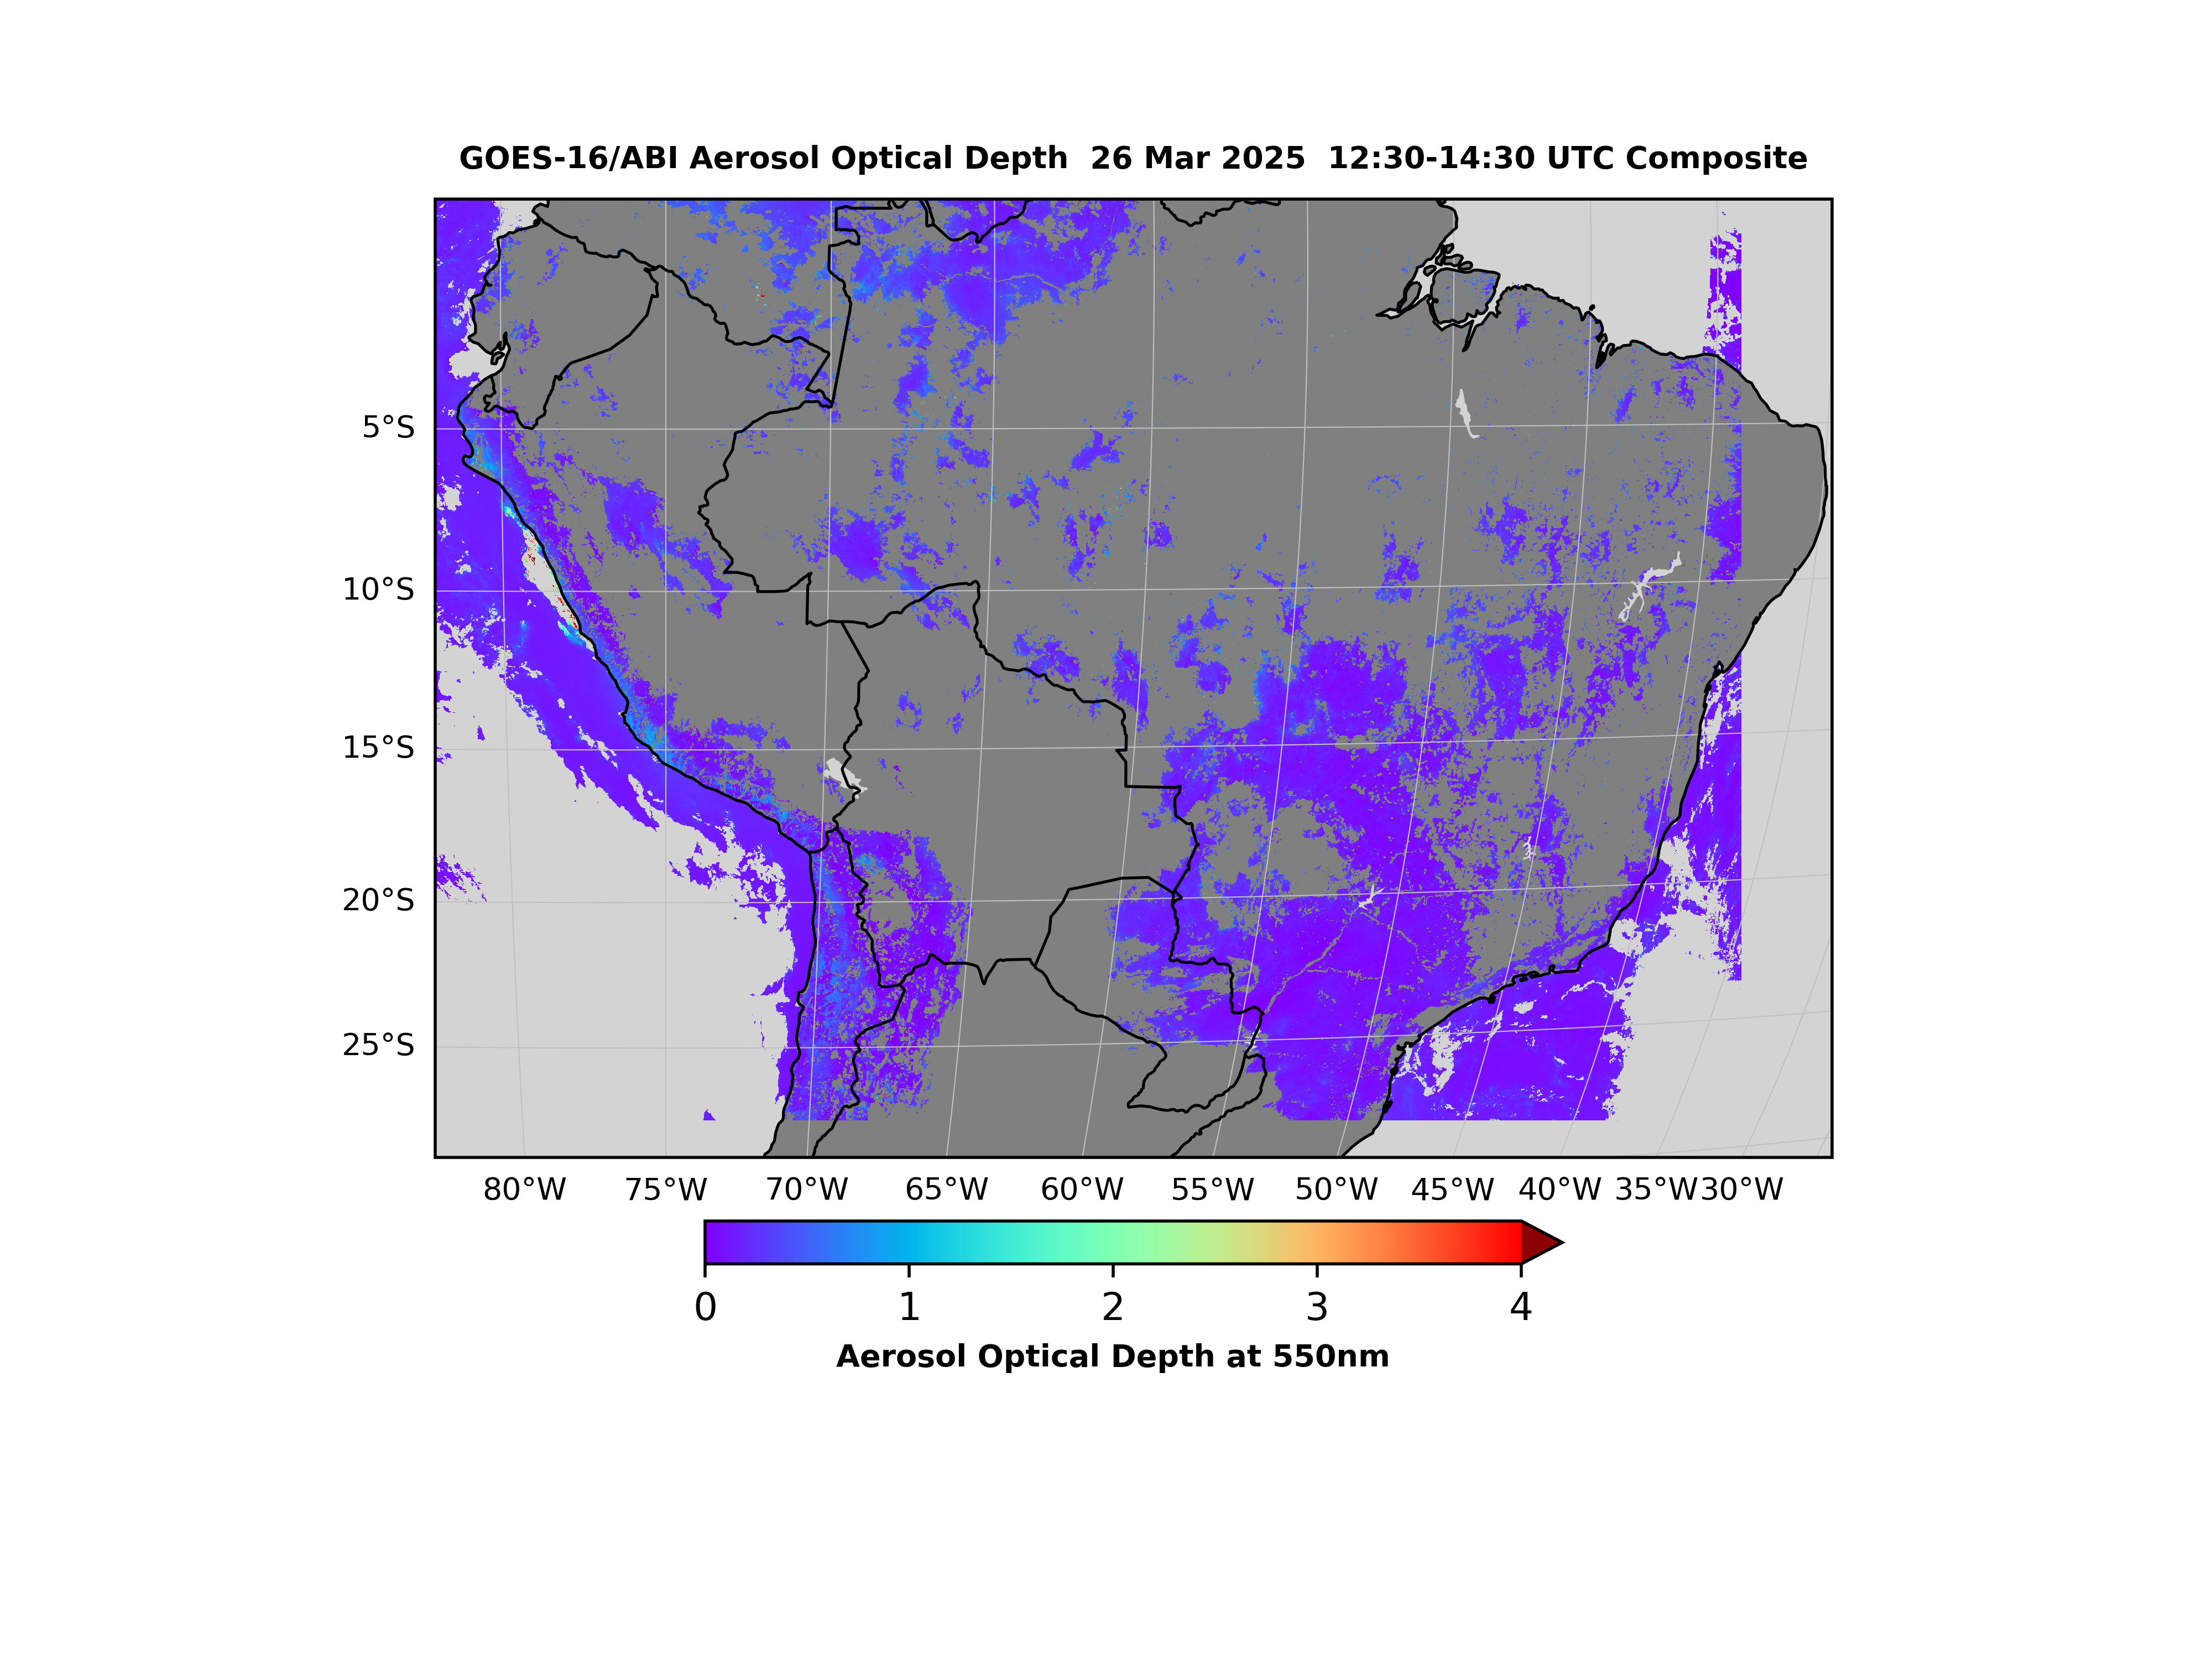 GOES-16/ABI Aerosol Optical Depth  26 Mar 2025  12:30-14:30 UTC Composite
5°S
10°S
15°S
20°S
25°S
80°W 75°W 70°W 65°W 60°W 55°W 50°W 45°W 40°W 35°W 30°W
0 1 2 3 4
Aerosol Optical Depth at 550nm